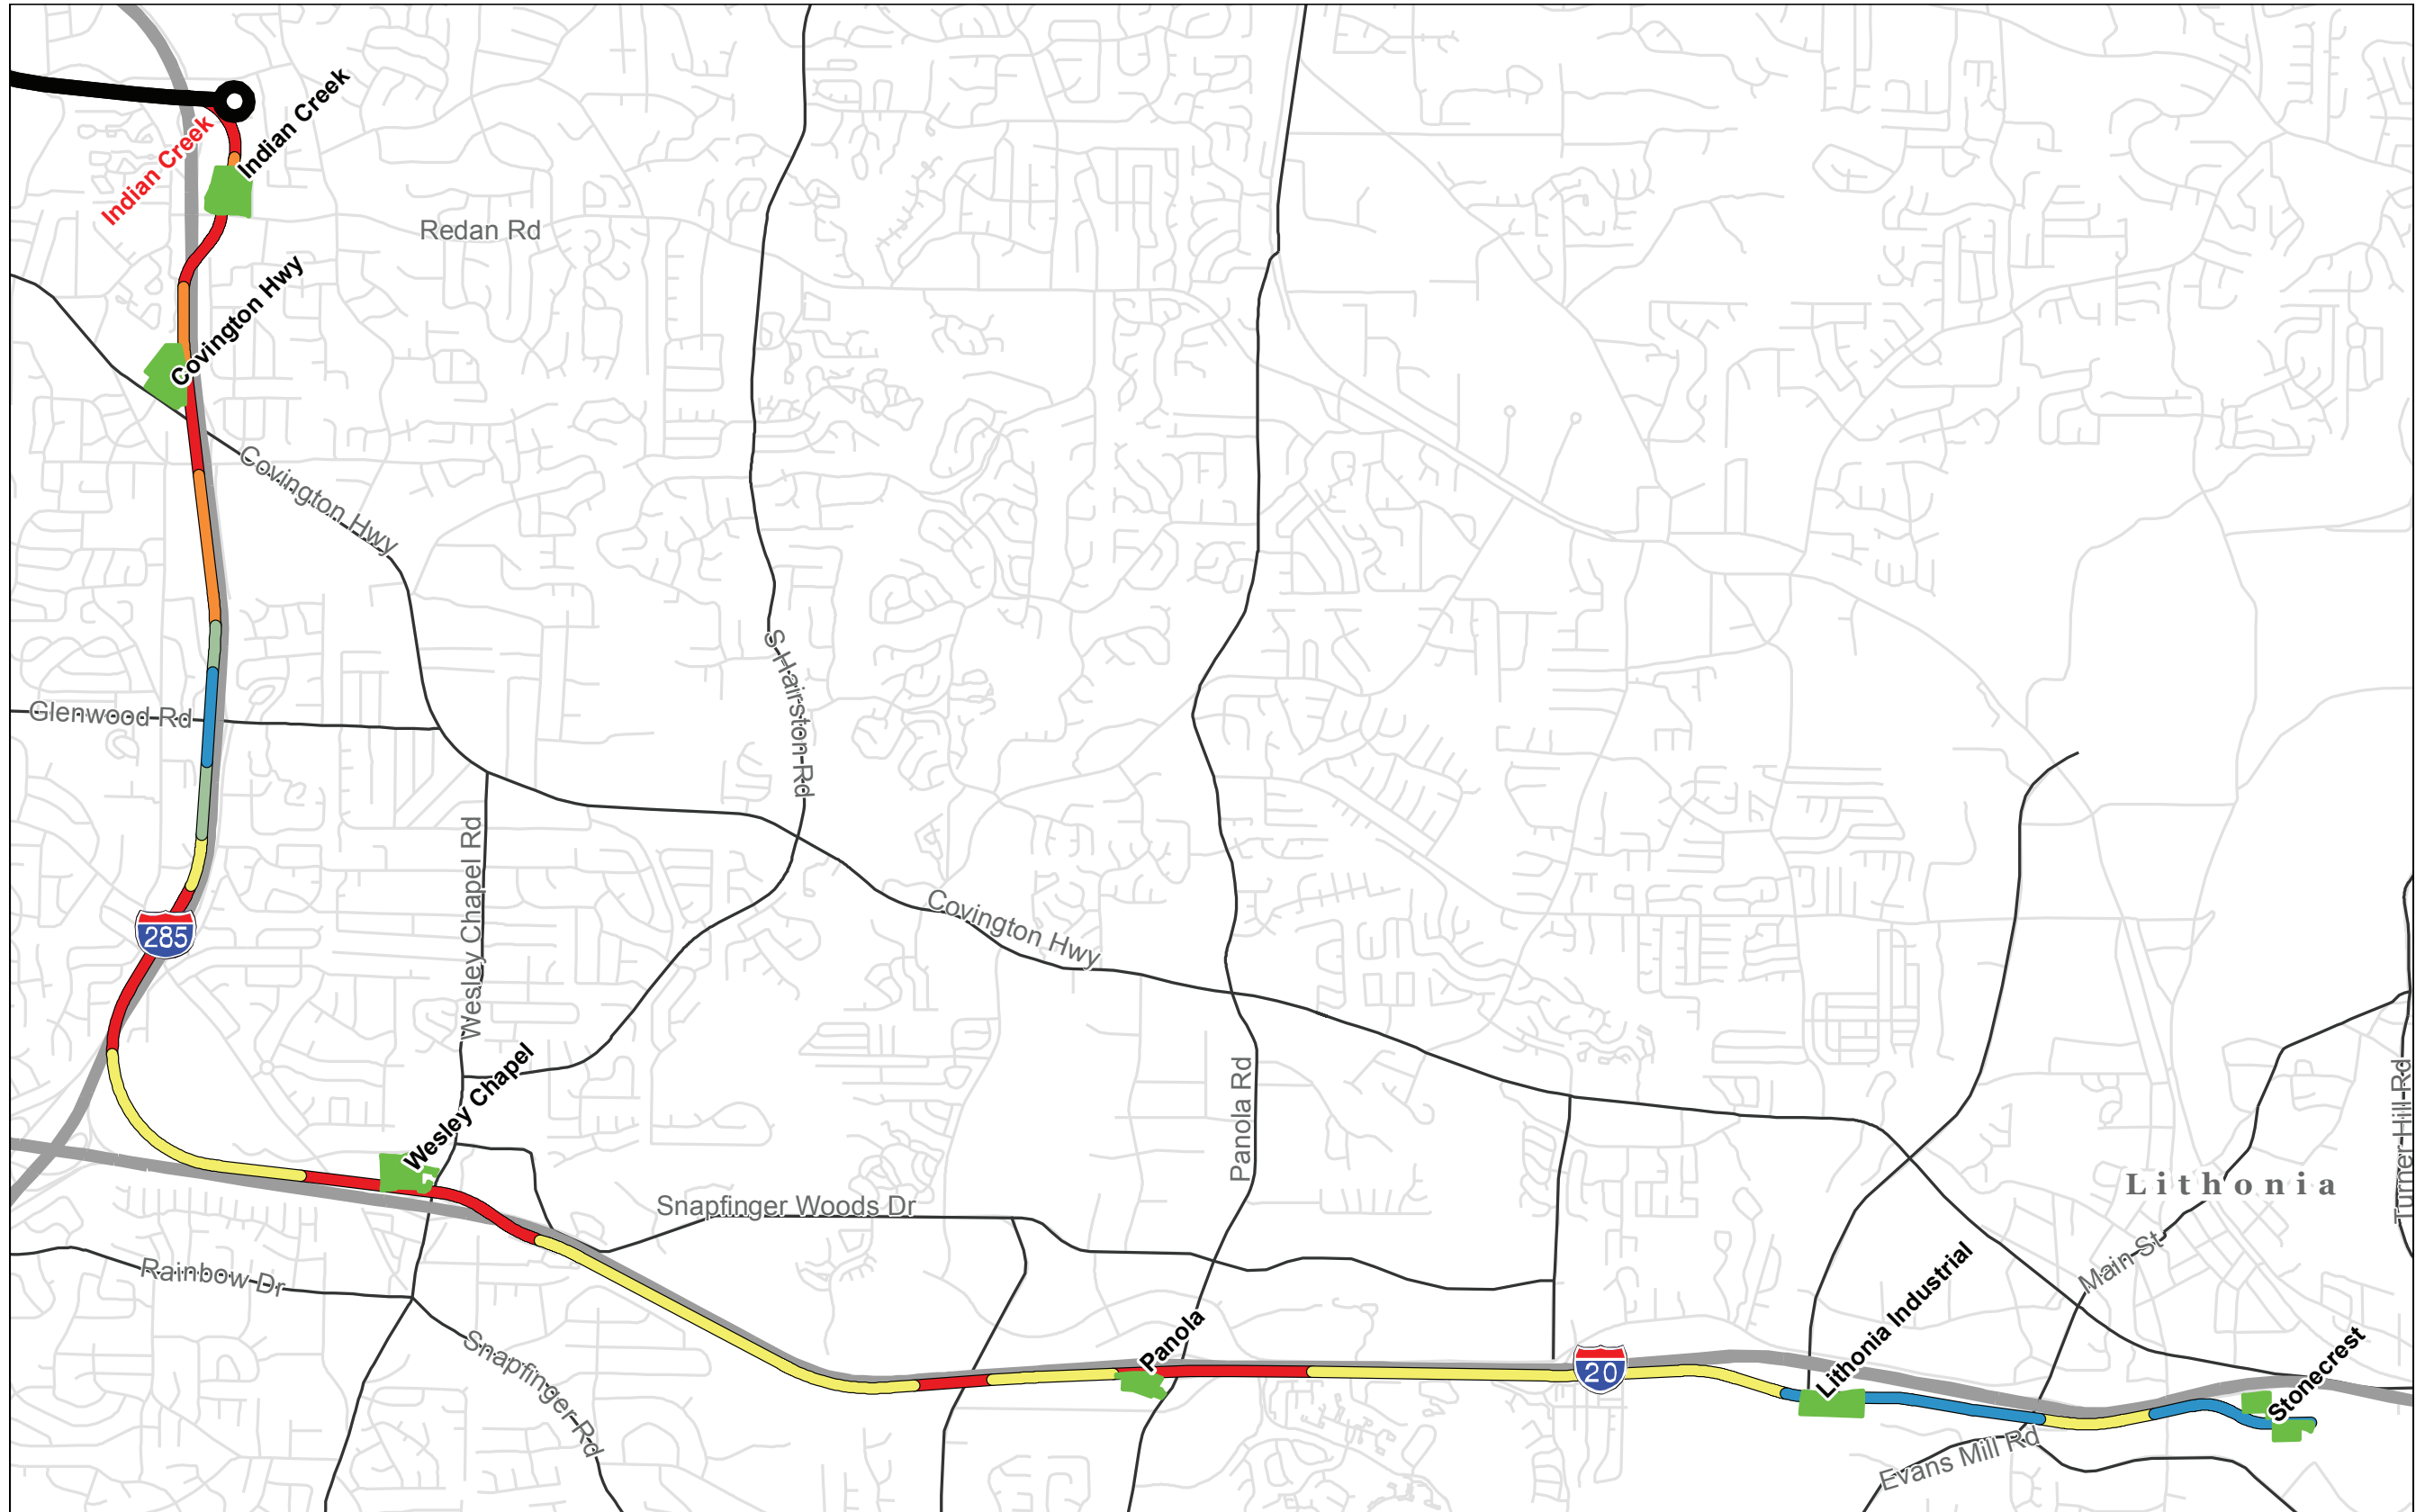 Indian Creek
Indian Creek
Redan Rd
Covington Hwy
Covington Hwy
S Hairston Rd
Glenwood Rd
Wesley Chapel Rd
285
Covington Hwy
Wesley Chapel
Panola Rd
Turner Hill Rd
Lithonia
Snapfinger Woods Dr
Main St
Rainbow Dr
Lithonia Industrial
Panola
Snapfinger Rd
20
Stonecrest
Evans Mill Rd